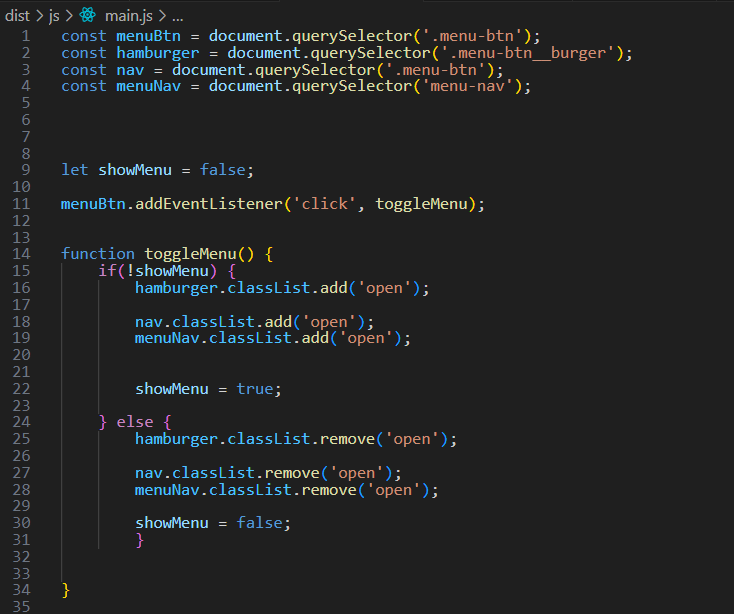 dist > js > main.js > ...
1 const menuBtn = document.querySelector('.menu-btn');
2 const hamburger = document.querySelector('.menu-btn__burger');
3 const nav = document.querySelector('.menu-btn');
4 const menuNav = document.querySelector('menu-nav');
5
6
7
8
9 let showMenu = false;
10
11 menuBtn.addEventListener('click', toggleMenu);
12
13
14 function toggleMenu() {
15     if(!showMenu) {
16         hamburger.classList.add('open');
17
18         nav.classList.add('open');
19         menuNav.classList.add('open');
20
21
22         showMenu = true;
23
24     } else {
25         hamburger.classList.remove('open');
26
27         nav.classList.remove('open');
28         menuNav.classList.remove('open');
29
30         showMenu = false;
31         }
32
33
34 }
35